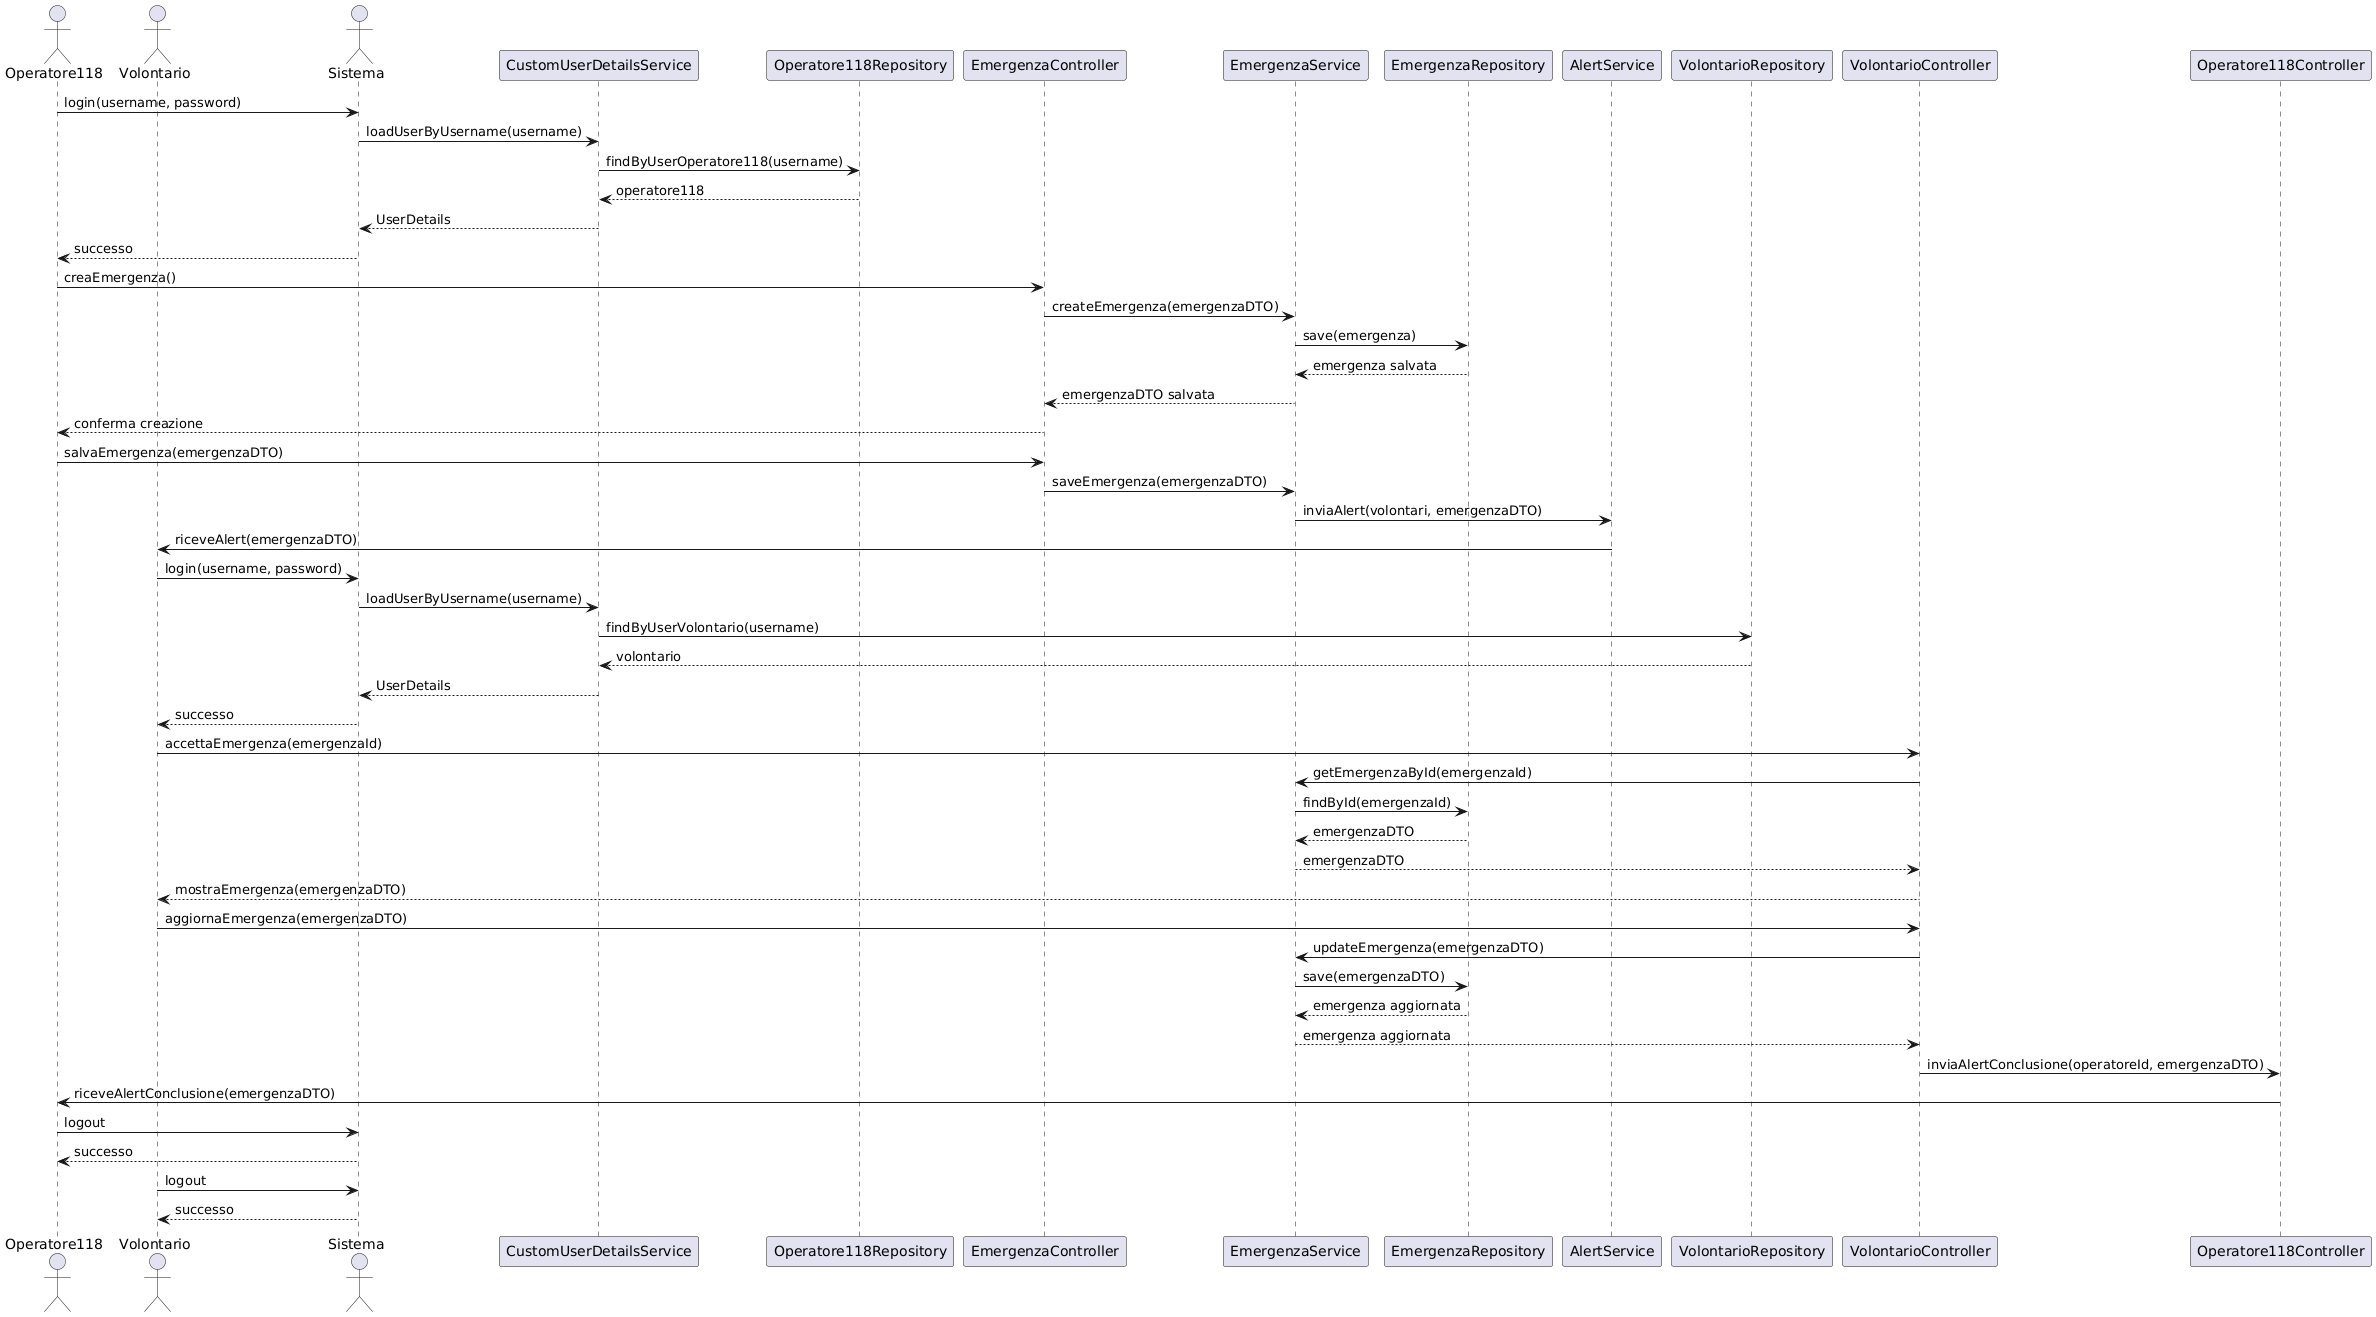 Operatore118
Volontario
Sistema
CustomUserDetailsService
Operatore118Repository
EmergenzaController
EmergenzaService
EmergenzaRepository
AlertService
VolontarioRepository
VolontarioController
Operatore118Controller
login(username, password)
loadUserByUsername(username)
findByUserOperatore118(username)
operatore118
UserDetails
successo
creaEmergenza()
createEmergenza(emergenzaDTO)
save(emergenza)
emergenza salvata
emergenzaDTO salvata
conferma creazione
salvaEmergenza(emergenzaDTO)
saveEmergenza(emergenzaDTO)
inviaAlert(volontari, emergenzaDTO)
riceveAlert(emergenzaDTO)
login(username, password)
loadUserByUsername(username)
findByUserVolontario(username)
volontario
UserDetails
successo
accettaEmergenza(emergenzaId)
getEmergenzaById(emergenzaId)
findById(emergenzaId)
emergenzaDTO
emergenzaDTO
mostraEmergenza(emergenzaDTO)
aggiornaEmergenza(emergenzaDTO)
updateEmergenza(emergenzaDTO)
save(emergenzaDTO)
emergenza aggiornata
emergenza aggiornata
inviaAlertConclusione(operatoreId, emergenzaDTO)
riceveAlertConclusione(emergenzaDTO)
logout
successo
logout
successo
Operatore118
Volontario
Sistema
CustomUserDetailsService
Operatore118Repository
EmergenzaController
EmergenzaService
EmergenzaRepository
AlertService
VolontarioRepository
VolontarioController
Operatore118Controller